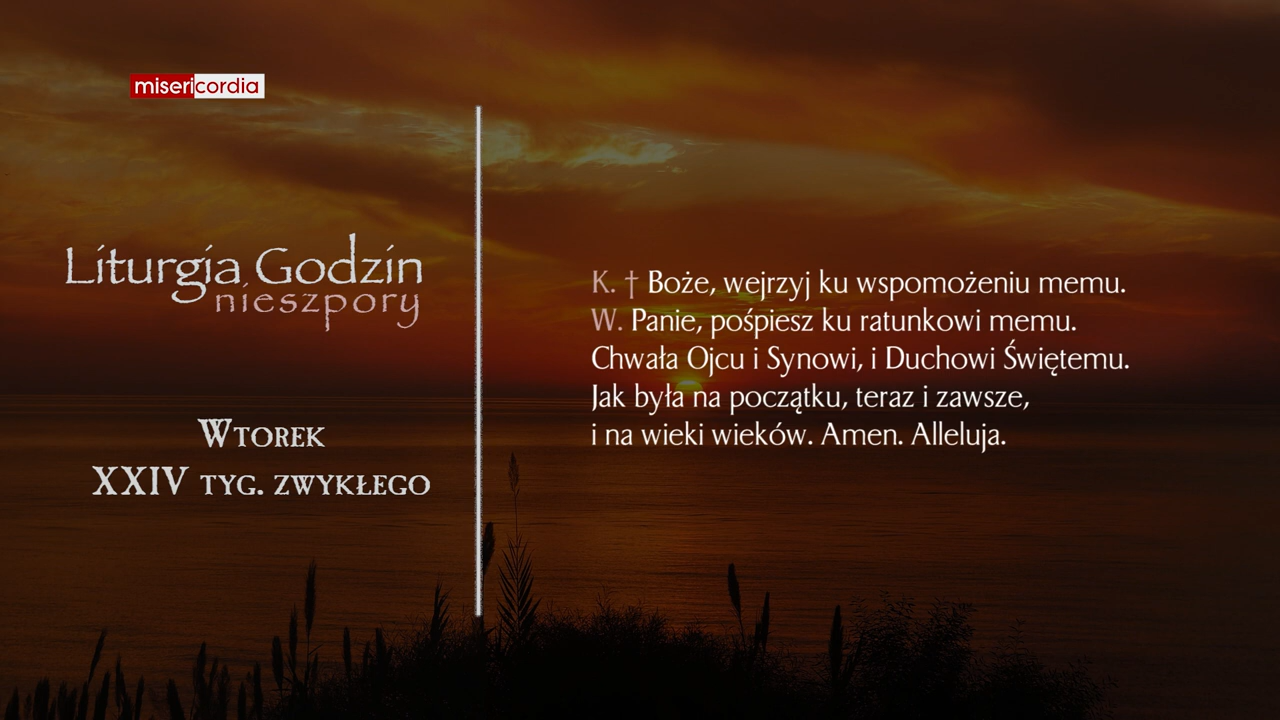 misericordia
Liturgia Godzin
nieszpory
Wtorek
XXIV tyg. zwykłego
K. † Boże, wejrzyj ku wspomożeniu memu.
W. Panie, pośpiesz ku ratunkowi memu.
Chwała Ojcu i Synowi, i Duchowi Świętemu.
Jak była na początku, teraz i zawsze,
i na wieki wieków. Amen. Alleluja.